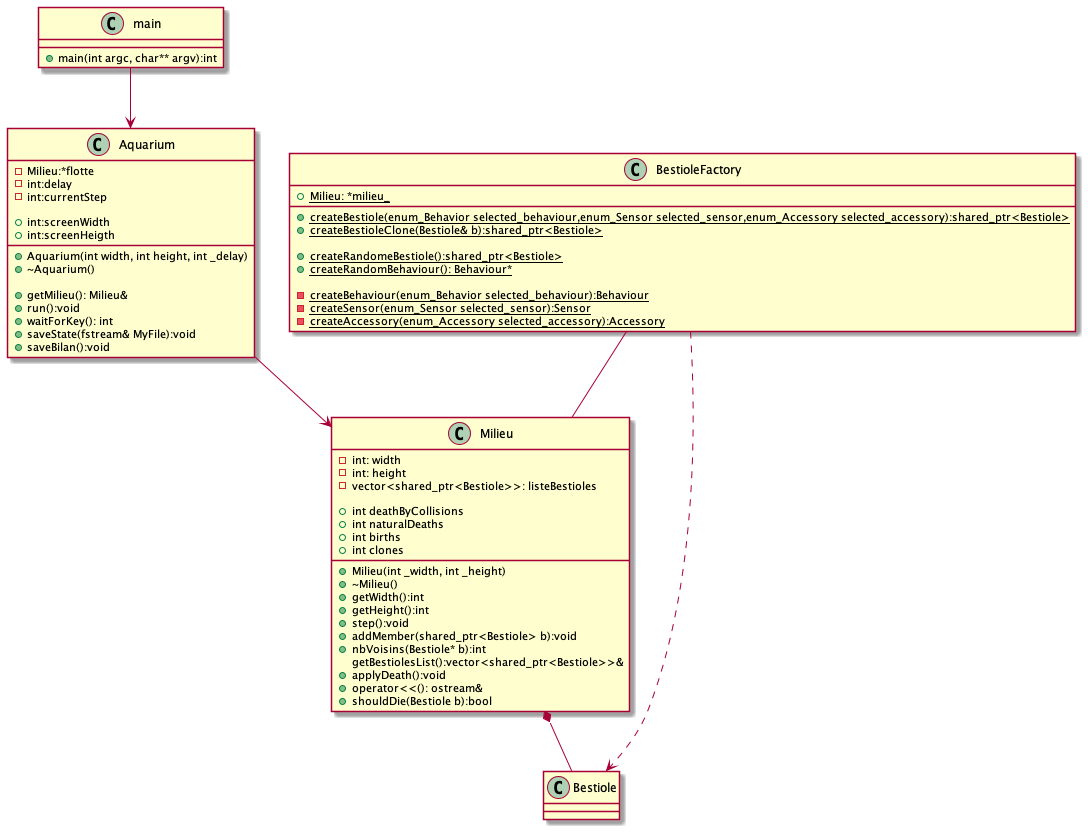 C main
main(int argc, char** argv):int
C Aquarium
Milieu:*flotte
int:delay
int:currentStep
int:screenWidth
int:screenHeigth
Aquarium(int width, int height, int _delay)
~Aquarium()
getMilieu(): Milieu&
run():void
waitForKey(): int
saveState(fstream& MyFile):void
saveBilan():void
C BestioleFactory
Milieu: *milieu_
createBestiole(enum_Behavior selected_behaviour,enum_Sensor selected_sensor,enum_Accessory selected_accessory):shared_ptr<Bestiole>
createBestioleClone(Bestiole& b):shared_ptr<Bestiole>
createRandomeBestiole():shared_ptr<Bestiole>
createRandomBehaviour(): Behaviour*
createBehaviour(enum_Behavior selected_behaviour):Behaviour
createSensor(enum_Sensor selected_sensor):Sensor
createAccessory(enum_Accessory selected_accessory):Accessory
C Milieu
int: width
int: height
vector<shared_ptr<Bestiole>>: listeBestioles
int deathByCollisions
int naturalDeaths
int births
int clones
Milieu(int _width, int _height)
~Milieu()
getWidth():int
getHeight():int
step():void
addMember(shared_ptr<Bestiole> b):void
nbVoisins(Bestiole* b):int
getBestiolesList():vector<shared_ptr<Bestiole>>&
applyDeath():void
operator<<(): ostream&
shouldDie(Bestiole b):bool
C Bestiole